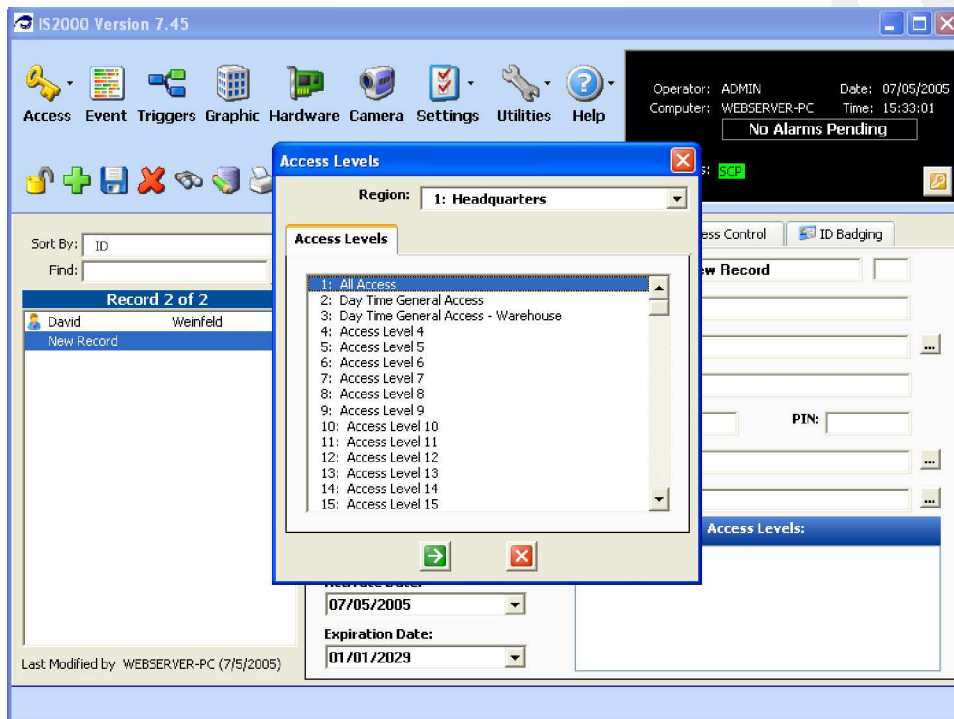 IS2000 Version 7.45
Access Event Triggers Graphic Hardware Camera Settings Utilities Help
Operator: ADMIN Date: 07/05/2005
Computer: WEBSERVER-PC Time: 15:33:01
No Alarms Pending
SCP
Access Levels
Region: 1: Headquarters
Access Levels
1: All Access
2: Day Time General Access
3: Day Time General Access - Warehouse
4: Access Level 4
5: Access Level 5
6: Access Level 6
7: Access Level 7
8: Access Level 8
9: Access Level 9
10: Access Level 10
11: Access Level 11
12: Access Level 12
13: Access Level 13
14: Access Level 14
15: Access Level 15
Sort By: ID
Find:
Record 2 of 2
David Weinfeld
New Record
Last Modified by WEBSERVER-PC (7/5/2005)
Control ID Badging
Record
...
PIN:
...
...
Access Levels:
07/05/2005
Expiration Date:
01/01/2029